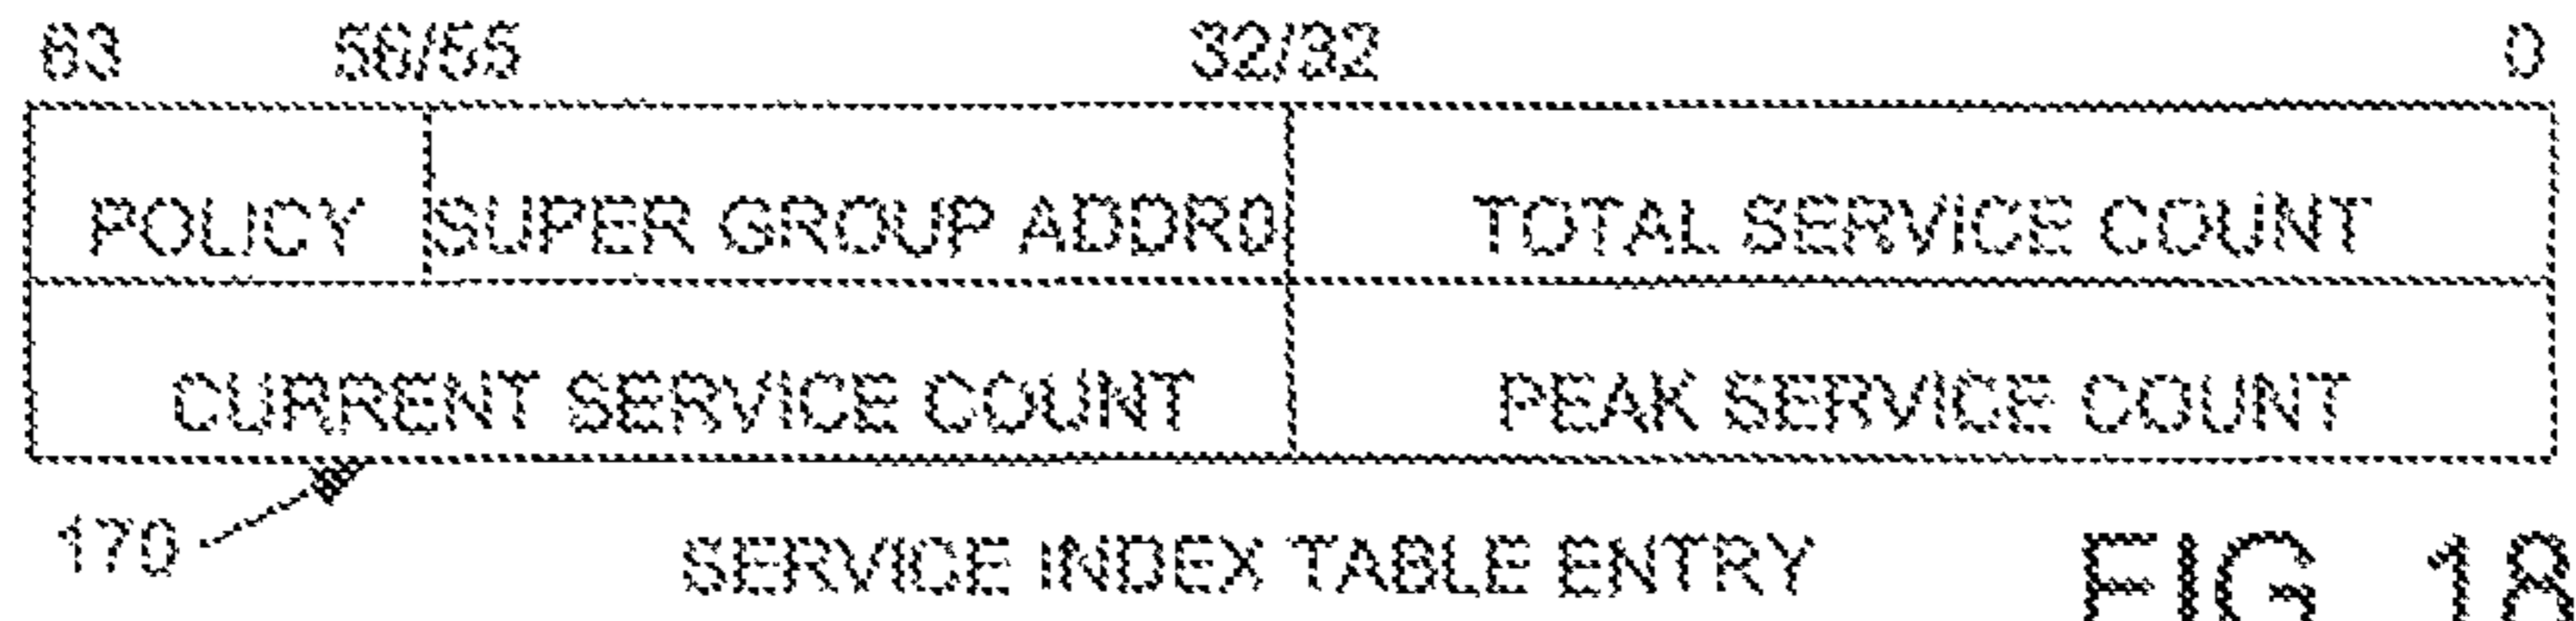 63 56/55 32/32 0
POLICY SUPER GROUP ADDR0 TOTAL SERVICE COUNT
CURRENT SERVICE COUNT PEAK SERVICE COUNT
170
SERVICE INDEX TABLE ENTRY
FIG. 18